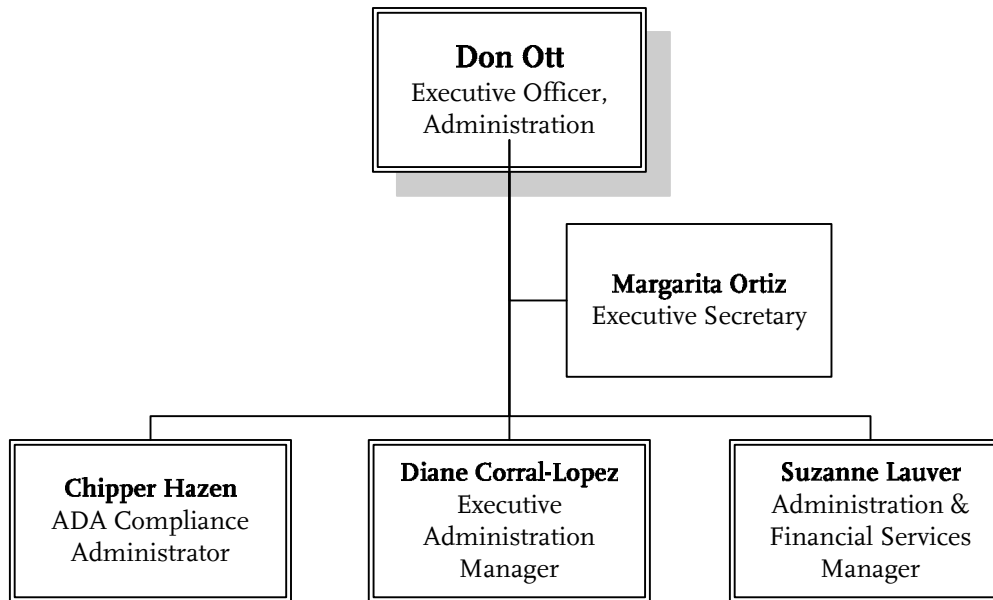 Don Ott
Executive Officer,
Administration
Margarita Ortiz
Executive Secretary
Chipper Hazen
ADA Compliance
Administrator
Diane Corral-Lopez
Executive
Administration
Manager
Suzanne Lauver
Administration &
Financial Services
Manager